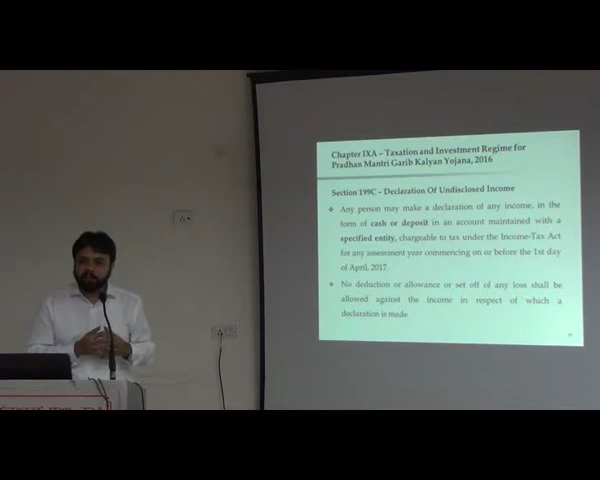 Chapter IXA – Taxation and Investment Regime for
Pradhan Mantri Garib Kalyan Yojana, 2016
Section 199C – Declaration Of Undisclosed Income
Any person may make a declaration of any income, in the
form of cash or deposit in an account maintained with a
specified entity, chargeable to tax under the Income-Tax Act
for any assessment year commencing on or before the 1st day
of April, 2017.
No deduction or allowance or set off of any loss shall be
allowed against the income in respect of which a
declaration is made